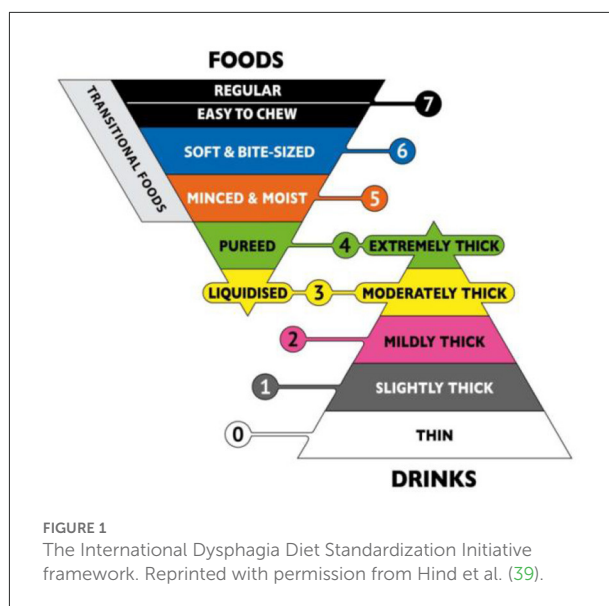 FOODS
TRANSITIONAL FOODS
REGULAR
EASY TO CHEW
7
SOFT & BITE-SIZED
6
MINCED & MOIST
5
PUREED
4
EXTREMELY THICK
LIQUIDISED
3
MODERATELY THICK
2
MILDLY THICK
1
SLIGHTLY THICK
0
THIN
DRINKS
FIGURE 1
The International Dysphagia Diet Standardization Initiative
framework. Reprinted with permission from Hind et al. (39).